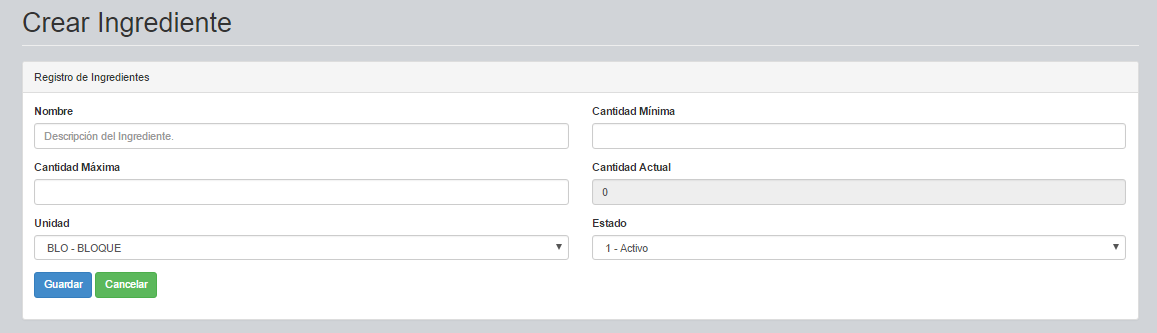 Crear Ingrediente
Registro de Ingredientes
Nombre
Cantidad Mínima
Descripción del Ingrediente.
Cantidad Máxima
Cantidad Actual
0
Unidad
Estado
BLO - BLOQUE
1 - Activo
Guardar Cancelar